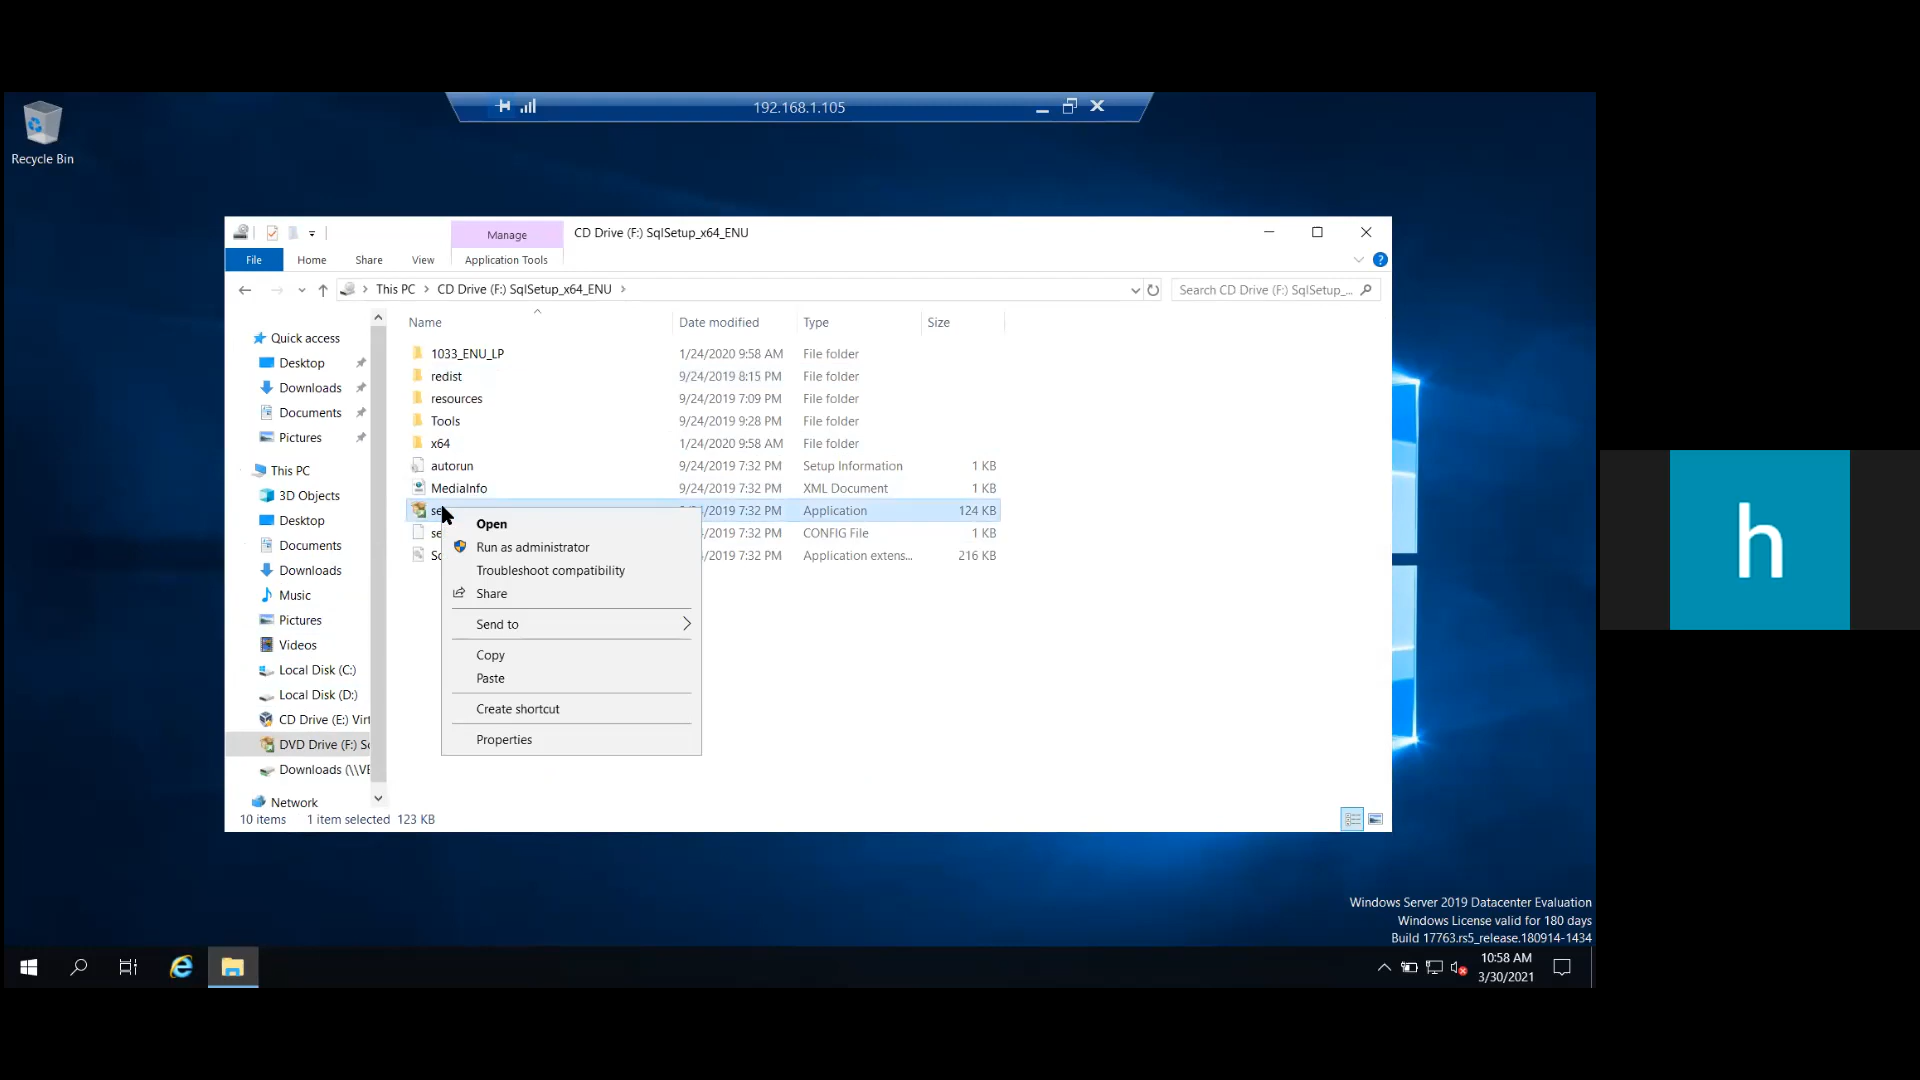 192.168.1.105
Recycle Bin
Manage
CD Drive (F:) SqlSetup_x64_ENU
File
Home
Share
View
Application Tools
This PC
CD Drive (F:) SqlSetup_x64_ENU
Search CD Drive (F:) SqlSetup_...
Name
Date modified
Type
Size
Quick access
Desktop
Downloads
Documents
Pictures
This PC
3D Objects
Desktop
Documents
Downloads
Music
Pictures
Videos
Local Disk (C:)
Local Disk (D:)
CD Drive (E:) Virt
DVD Drive (F:) Sc
Downloads (\\VE
Network
1033_ENU_LP 1/24/2020 9:58 AM File folder
redist 9/24/2019 8:15 PM File folder
resources 9/24/2019 7:09 PM File folder
Tools 9/24/2019 9:28 PM File folder
x64 1/24/2020 9:58 AM File folder
autorun 9/24/2019 7:32 PM Setup Information 1 KB
MediaInfo 9/24/2019 7:32 PM XML Document 1 KB
se /2019 7:32 PM Application 124 KB
se /2019 7:32 PM CONFIG File 1 KB
/2019 7:32 PM Application extens... 216 KB
Open
Run as administrator
Troubleshoot compatibility
Share
Send to
Copy
Paste
Create shortcut
Properties
10 items 1 item selected 123 KB
h
Windows Server 2019 Datacenter Evaluation
Windows License valid for 180 days
Build 17763.rs5_release.180914-1434
10:58 AM
3/30/2021